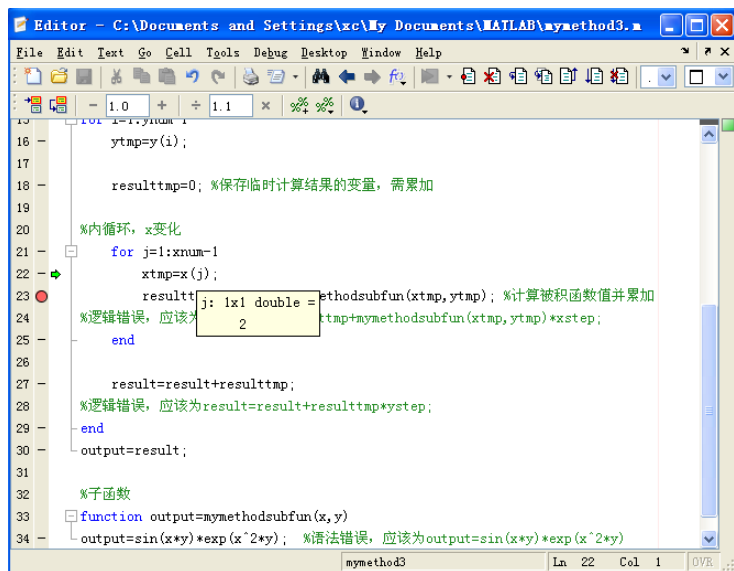 Editor - C:\Documents and Settings\xc\My Documents\MATLAB\mymethod3.m
File Edit Text Go Cell Tools Debug Desktop Window Help
- 1.0 + ÷ 1.1 ×
15 for i=1:ynum-1
16 - ytmp=y(i);
17
18 - resulttmp=0; %保存临时计算结果的变量，需累加
19
20 %内循环，x变化
21 - for j=1:xnum-1
22 - xtmp=x(j);
23 resultt ethodsubfun(xtmp,ytmp); %计算被积函数值并累加
j: 1x1 double =
2
24 %逻辑错误，应该为 ttmp+mymethodsubfun(xtmp,ytmp)*xstep;
25 - end
26
27 - result=result+resulttmp;
28 %逻辑错误，应该为result=result+resulttmp*ystep;
29 - end
30 - output=result;
31
32 %子函数
33 function output=mymethodsubfun(x,y)
34 - output=sin(x*y)*exp(x^2*y); %语法错误，应该为output=sin(x*y)*exp(x^2*y)
mymethod3 Ln 22 Col 1 OVR